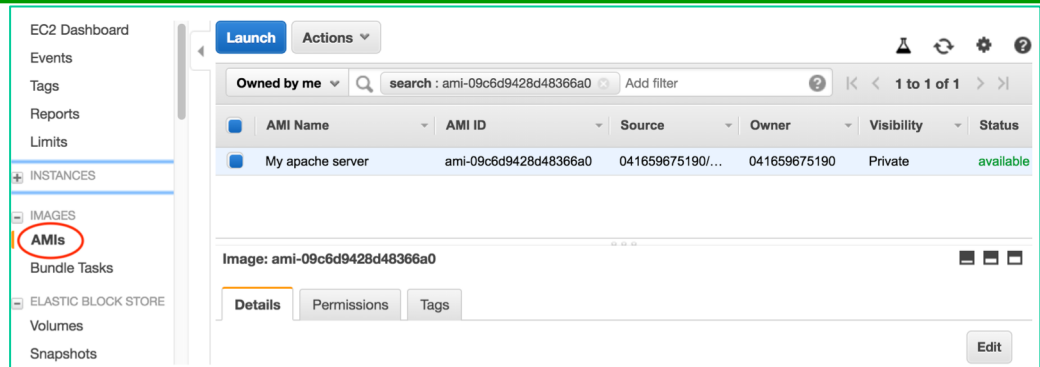 EC2 Dashboard
Events
Tags
Reports
Limits
INSTANCES
IMAGES
AMIs
Bundle Tasks
ELASTIC BLOCK STORE
Volumes
Snapshots
Launch Actions
Owned by me search : ami-09c6d9428d48366a0 Add filter 1 to 1 of 1
AMI Name AMI ID Source Owner Visibility Status
My apache server ami-09c6d9428d48366a0 041659675190/... 041659675190 Private available
Image: ami-09c6d9428d48366a0
Details Permissions Tags
Edit